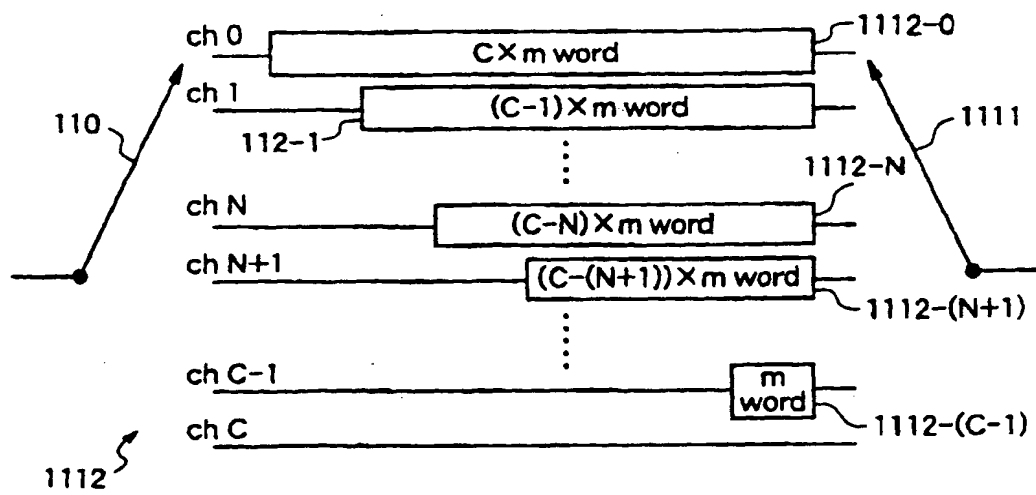 ch 0
C×m word
1112-0
ch 1
(C-1)×m word
110
112-1
1111
1112-N
ch N
(C-N)×m word
ch N+1
(C-(N+1))×m word
1112-(N+1)
ch C-1
m
word
1112-(C-1)
ch C
1112